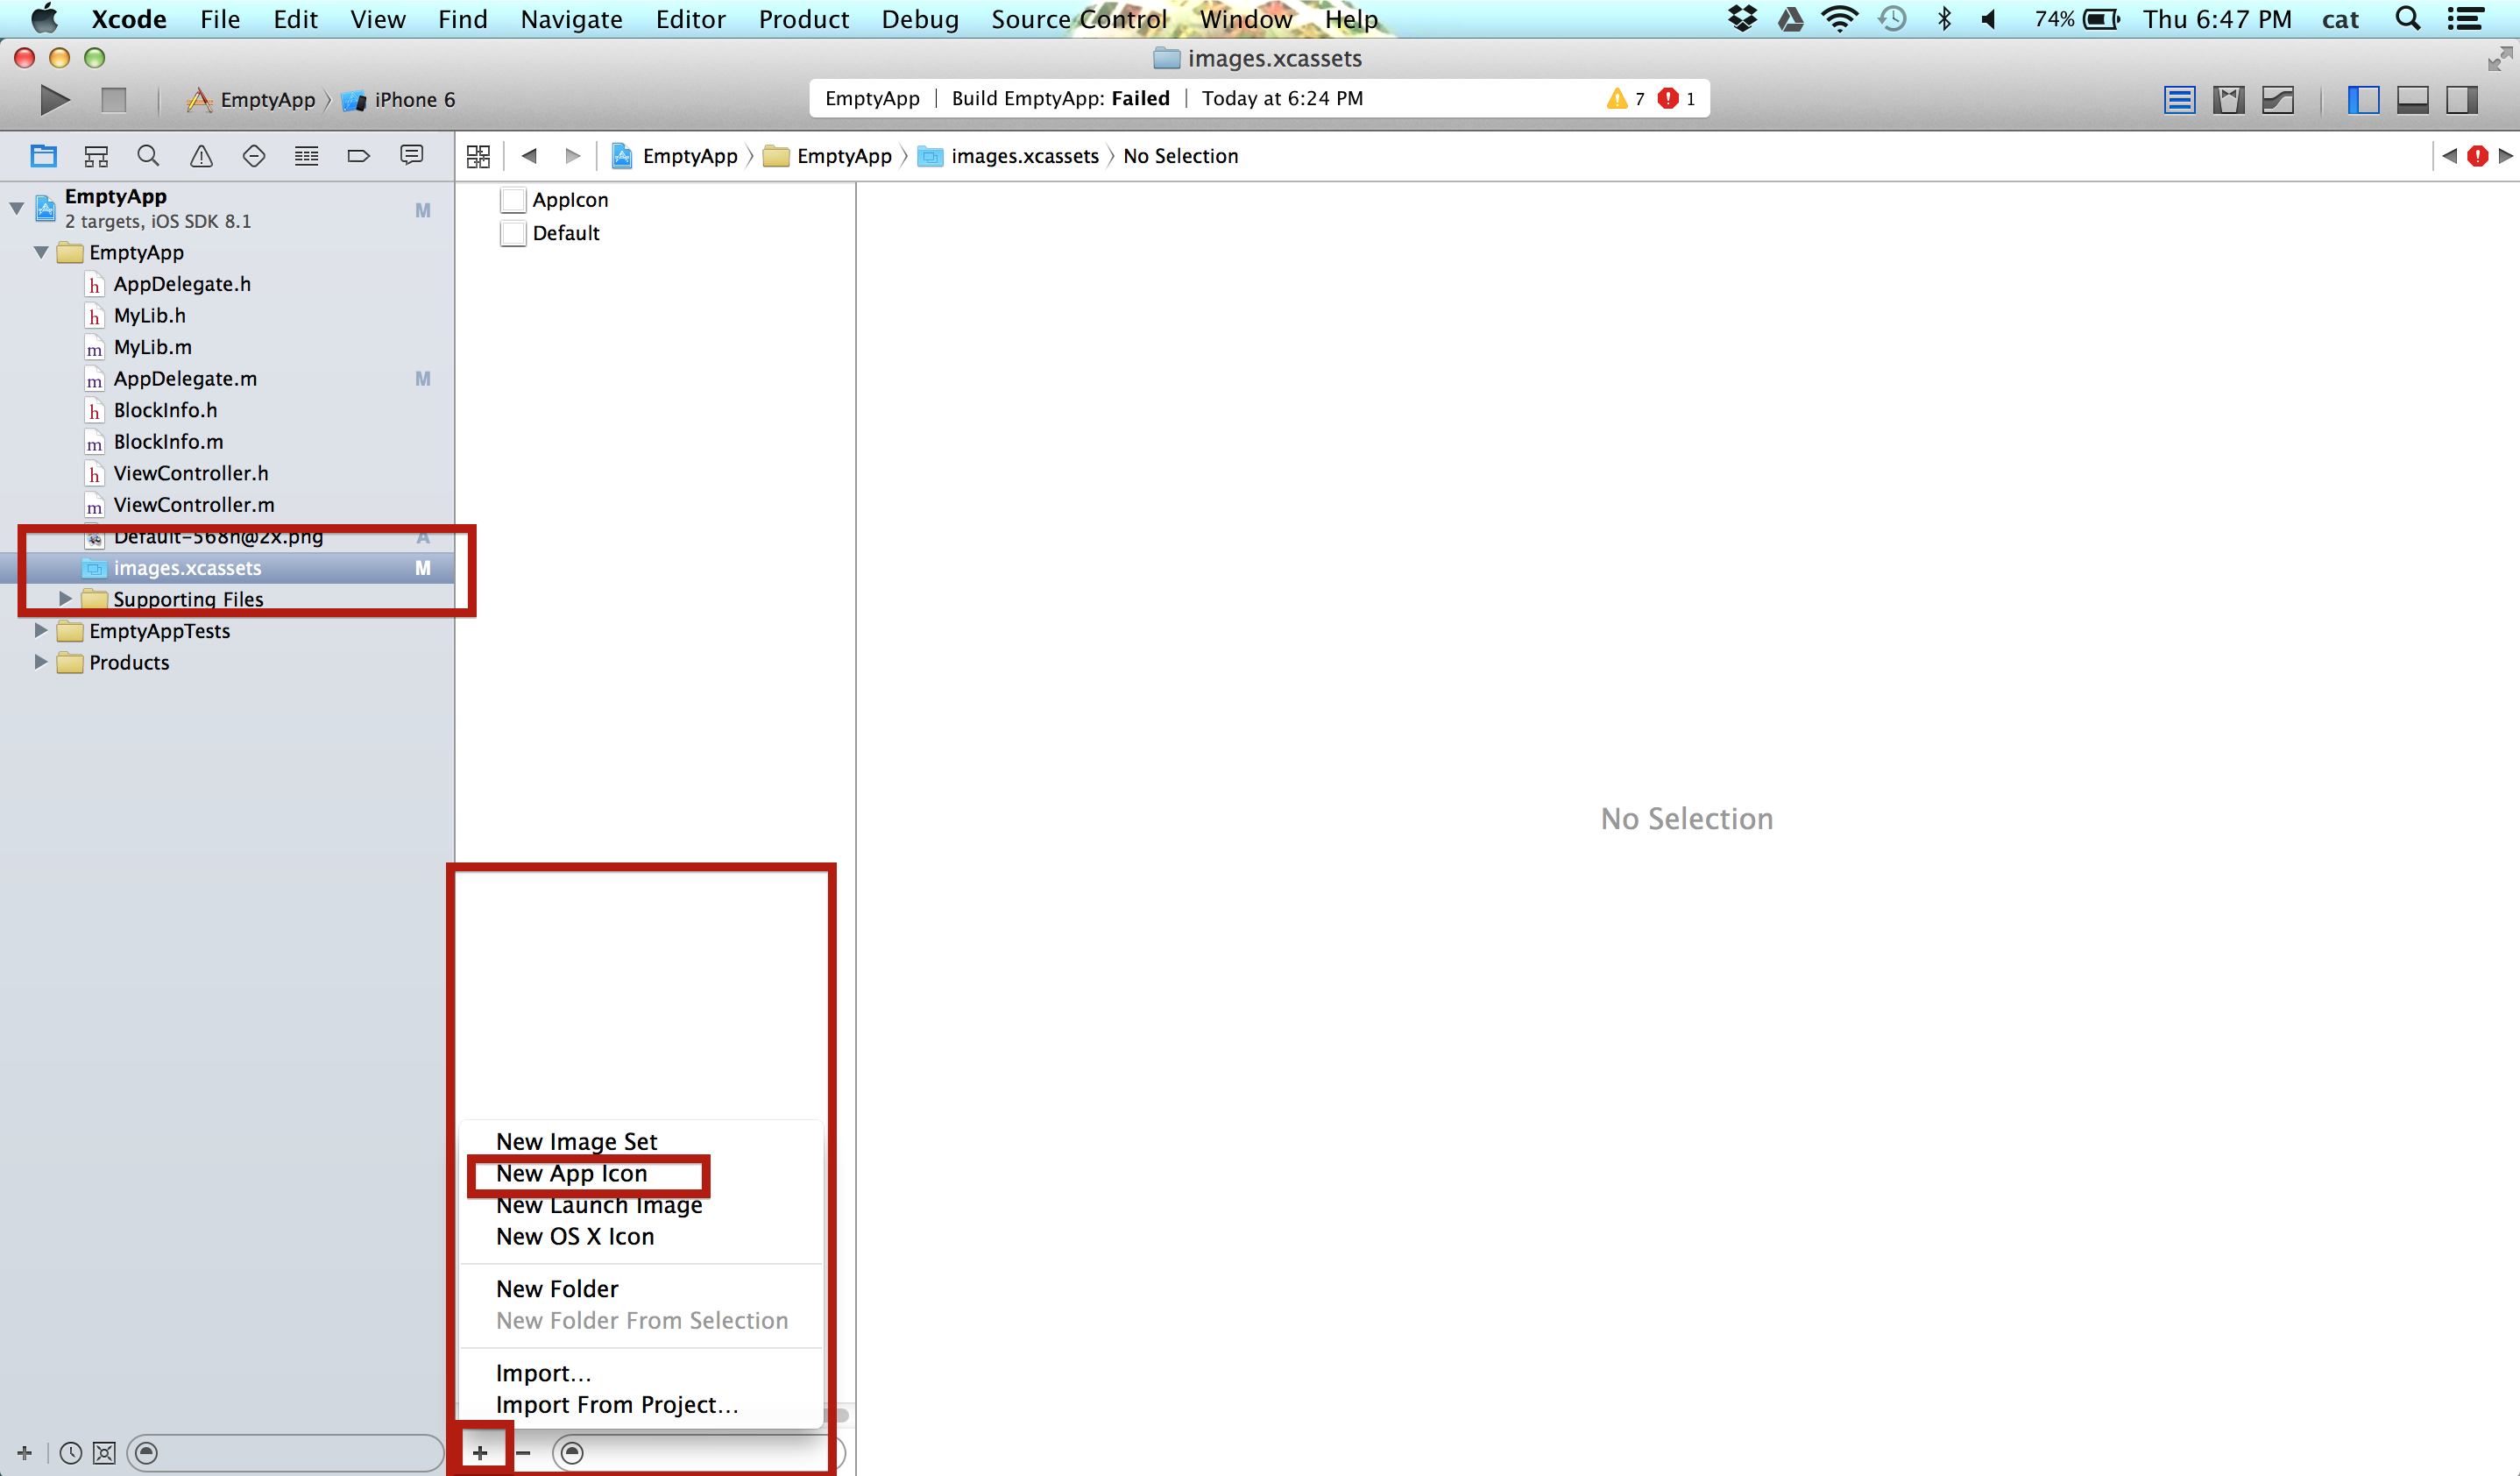 Xcode File Edit View Find Navigate Editor Product Debug Source Control Window Help 74% Thu 6:47 PM cat
images.xcassets
EmptyApp iPhone 6
EmptyApp Build EmptyApp: Failed Today at 6:24 PM 7 1
EmptyApp EmptyApp images.xcassets No Selection
EmptyApp
2 targets, iOS SDK 8.1 M
EmptyApp
h AppDelegate.h
h MyLib.h
m MyLib.m
m AppDelegate.m M
h BlockInfo.h
m BlockInfo.m
h ViewController.h
m ViewController.m
Default-568h@2x.png A
images.xcassets M
Supporting Files
EmptyAppTests
Products
AppIcon
Default
No Selection
New Image Set
New App Icon
New Launch Image
New OS X Icon
New Folder
New Folder From Selection
Import...
Import From Project...